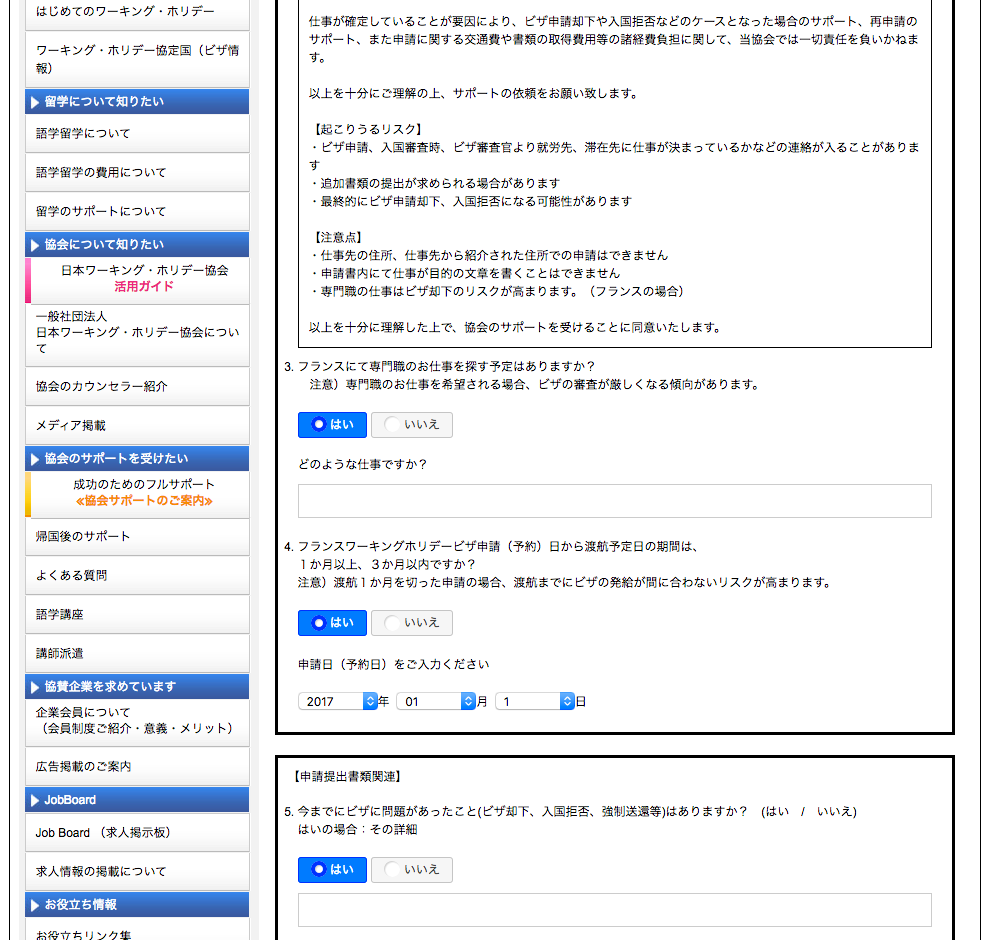 はじめてのワーキング・ホリデー
ワーキング・ホリデー協定国（ビザ情
報）
留学について知りたい
語学留学について
語学留学の費用について
留学のサポートについて
協会について知りたい
日本ワーキング・ホリデー協会
活用ガイド
一般社団法人
日本ワーキング・ホリデー協会につい
て
協会のカウンセラー紹介
メディア掲載
協会のサポートを受けたい
成功のためのフルサポート
≪協会サポートのご案内≫
帰国後のサポート
よくある質問
語学講座
講師派遣
協賛企業を求めています
企業会員について
（会員制度ご紹介・意義・メリット）
広告掲載のご案内
JobBoard
Job Board （求人掲示板）
求人情報の掲載について
お役立ち情報
お役立ちリンク集
仕事が確定していることが要因により、ビザ申請却下や入国拒否などのケースとなった場合のサポート、再申請の
サポート、また申請に関する交通費や書類の取得費用等の諸経費負担に関して、当協会では一切責任を負いかねま
す。
以上を十分にご理解の上、サポートの依頼をお願い致します。
【起こりうるリスク】
・ビザ申請、入国審査時、ビザ審査官より就労先、滞在先に仕事が決まっているかなどの連絡が入ることがありま
す
・追加書類の提出が求められる場合があります
・最終的にビザ申請却下、入国拒否になる可能性があります
【注意点】
・仕事先の住所、仕事先から紹介された住所での申請はできません
・申請書内にて仕事が目的の文章を書くことはできません
・専門職の仕事はビザ却下のリスクが高まります。（フランスの場合）
以上を十分に理解した上で、協会のサポートを受けることに同意いたします。
3. フランスにて専門職のお仕事を探す予定はありますか？
注意）専門職のお仕事を希望される場合、ビザの審査が厳しくなる傾向があります。
はい いいえ
どのような仕事ですか？
4. フランスワーキングホリデービザ申請（予約）日から渡航予定日の期間は、
１か月以上、３か月以内ですか？
注意）渡航１か月を切った申請の場合、渡航までにビザの発給が間に合わないリスクが高まります。
はい いいえ
申請日（予約日）をご入力ください
2017 年 01 月 1 日
【申請提出書類関連】
5. 今までにビザに問題があったこと(ビザ却下、入国拒否、強制送還等)はありますか？ (はい / いいえ)
はいの場合：その詳細
はい いいえ